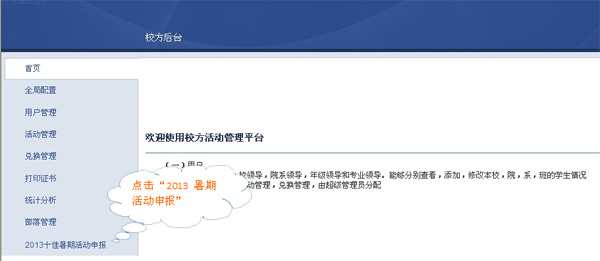 校方后台
首页
全局配置
用户管理
活动管理
兑换管理
打印证书
统计分析
部落管理
2013十佳暑期活动申报
欢迎使用校方活动管理平台
（一）用户
校领导，院系领导，年级领导和专业领导。能够分别查看，添加，修改本校，院，系，班的学生情况
动管理，兑换管理，由超级管理员分配
点击“2013 暑期
活动申报”